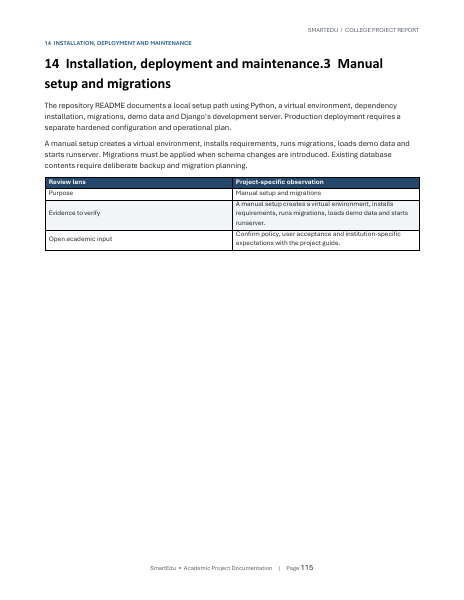 SMARTEDU / COLLEGE PROJECT REPORT
14 INSTALLATION, DEPLOYMENT AND MAINTENANCE
14 Installation, deployment and maintenance.3 Manual
setup and migrations
The repository README documents a local setup path using Python, a virtual environment, dependency
installation, migrations, demo data and Django's development server. Production deployment requires a
separate hardened configuration and operational plan.
A manual setup creates a virtual environment, installs requirements, runs migrations, loads demo data and
starts runserver. Migrations must be applied when schema changes are introduced. Existing database
contents require deliberate backup and migration planning.
Review lens Project-specific observation
Purpose Manual setup and migrations
Evidence to verify A manual setup creates a virtual environment, installs
requirements, runs migrations, loads demo data and starts
runserver.
Open academic input Confirm policy, user acceptance and institution-specific
expectations with the project guide.
SmartEdu • Academic Project Documentation | Page 115